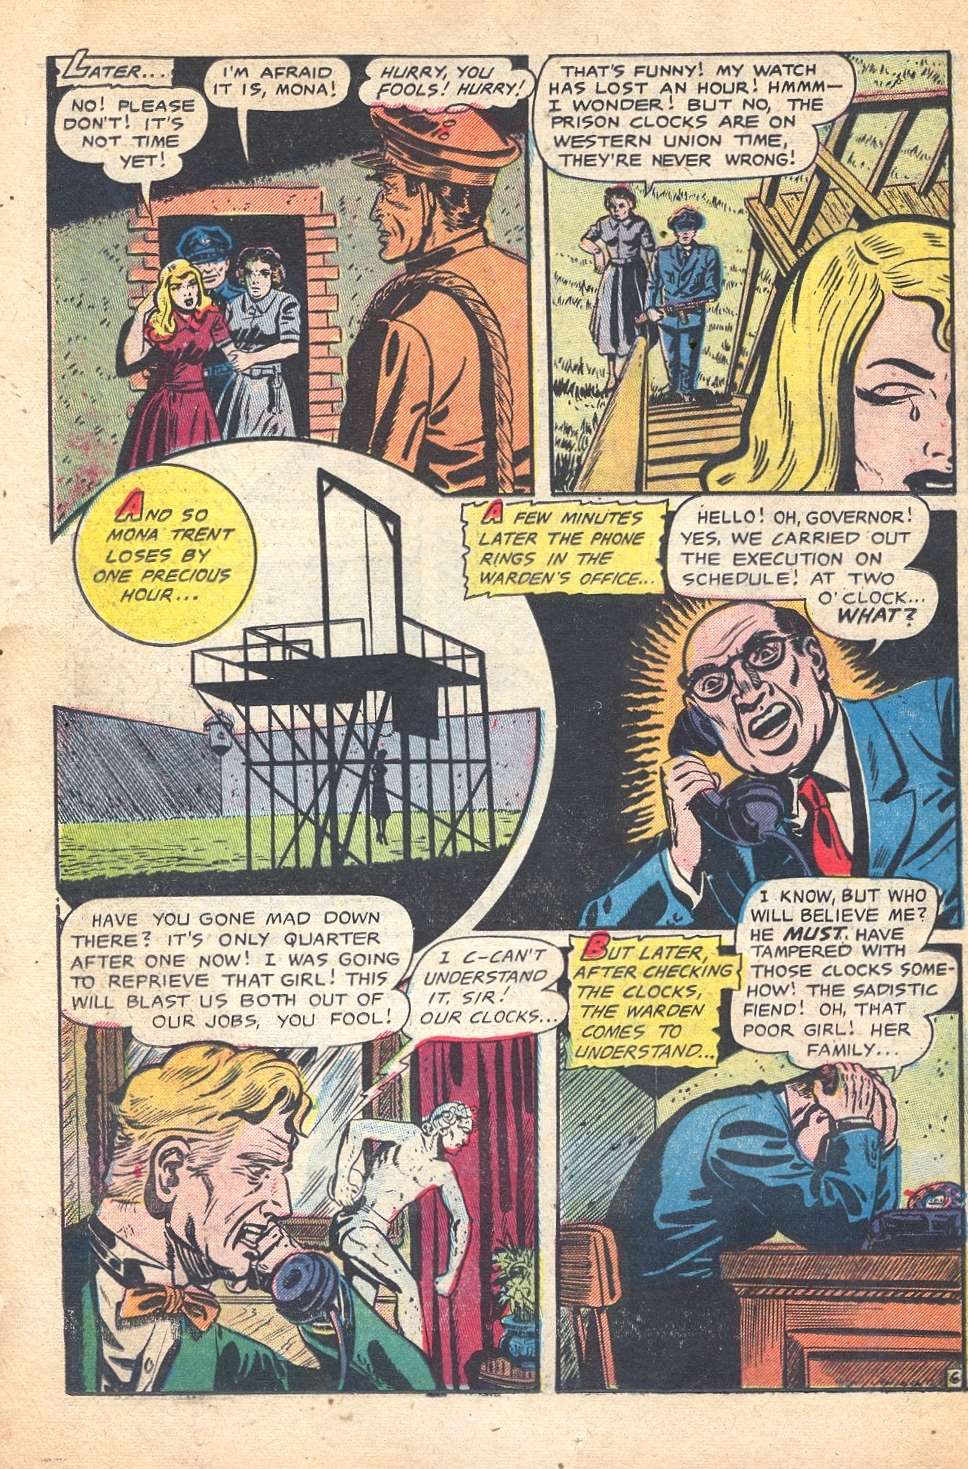 LATER...
NO! PLEASE
DON'T! IT'S
NOT TIME
YET!
I'M AFRAID
IT IS, MONA!
HURRY, YOU
FOOLS! HURRY!
THAT'S FUNNY! MY WATCH
HAS LOST AN HOUR! HMMM—
I WONDER! BUT NO, THE
PRISON CLOCKS ARE ON
WESTERN UNION TIME,
THEY'RE NEVER WRONG!
AND SO
MONA TRENT
LOSES BY
ONE PRECIOUS
HOUR...
A FEW MINUTES
LATER THE PHONE
RINGS IN THE
WARDEN'S OFFICE...
HELLO! OH, GOVERNOR!
YES, WE CARRIED OUT
THE EXECUTION ON
SCHEDULE! AT TWO
O'CLOCK...
WHAT?
HAVE YOU GONE MAD DOWN
THERE? IT'S ONLY QUARTER
AFTER ONE NOW! I WAS GOING
TO REPRIEVE THAT GIRL! THIS
WILL BLAST US BOTH OUT OF
OUR JOBS, YOU FOOL!
I C-CAN'T
UNDERSTAND
IT, SIR!
OUR CLOCKS...
BUT LATER,
AFTER CHECKING
THE CLOCKS,
THE WARDEN
COMES TO
UNDERSTAND...
I KNOW, BUT WHO
WILL BELIEVE ME?
HE MUST HAVE
TAMPERED WITH
THOSE CLOCKS SOME-
HOW! THE SADISTIC
FIEND! OH, THAT
POOR GIRL! HER
FAMILY...
6